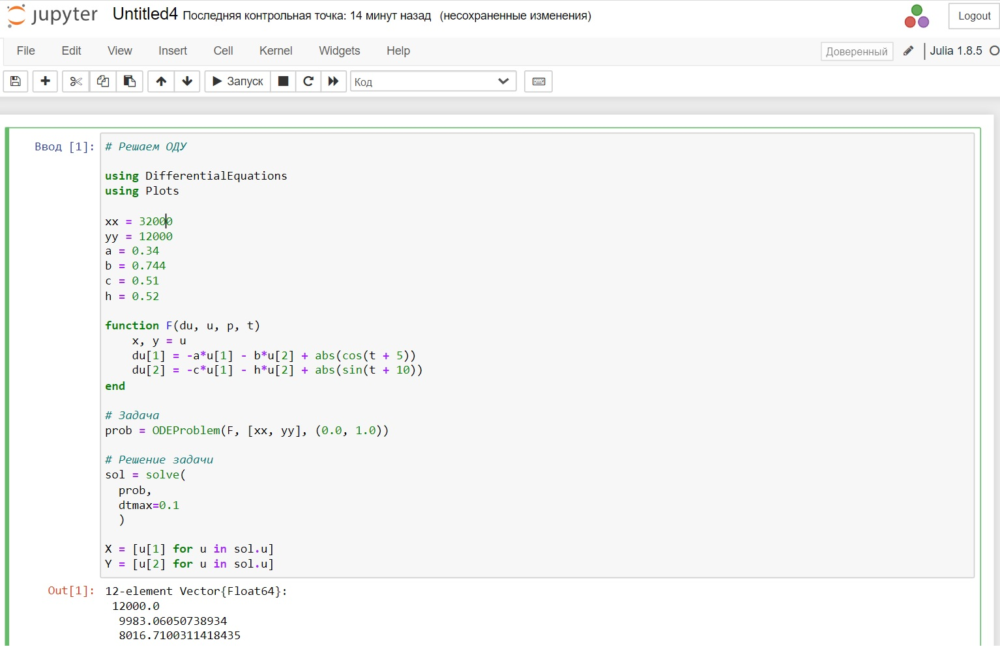 jupyter Untitled4 Последняя контрольная точка: 14 минут назад (несохраненные изменения) Logout
File Edit View Insert Cell Kernel Widgets Help Доверенный Julia 1.8.5
Запуск Код
Ввод [1]: # Решаем ОДУ
using DifferentialEquations
using Plots
xx = 32000
yy = 12000
a = 0.34
b = 0.744
c = 0.51
h = 0.52
function F(du, u, p, t)
    x, y = u
    du[1] = -a*u[1] - b*u[2] + abs(cos(t + 5))
    du[2] = -c*u[1] - h*u[2] + abs(sin(t + 10))
end
# Задача
prob = ODEProblem(F, [xx, yy], (0.0, 1.0))
# Решение задачи
sol = solve(
  prob,
  dtmax=0.1
  )
X = [u[1] for u in sol.u]
Y = [u[2] for u in sol.u]
Out[1]: 12-element Vector{Float64}:
 12000.0
  9983.06050738934
  8016.7100311418435